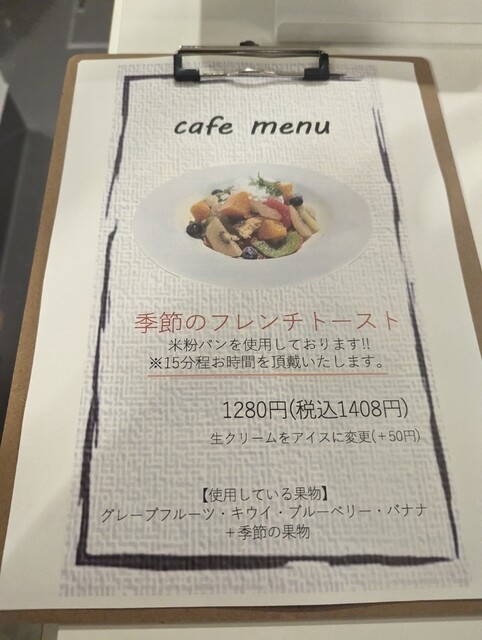 cafe menu
季節のフレンチトースト
米粉パンを使用しております!!
※15分程お時間を頂戴いたします。
1280円(税込1408円)
生クリームをアイスに変更(+50円)
【使用している果物】
グレープフルーツ・キウイ・ブルーベリー・バナナ
+季節の果物